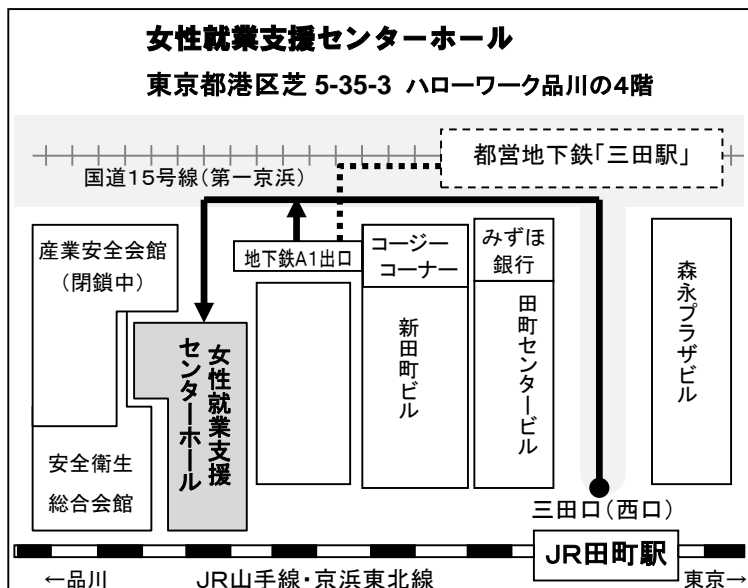 女性就業支援センターホール
東京都港区芝 5-35-3 ハローワーク品川の4階
都営地下鉄「三田駅」
国道15号線(第一京浜)
産業安全会館
(閉鎖中)
地下鉄A1出口
コージー
コーナー
みずほ
銀行
森永プラザビル
新田町ビル
田町センタービル
女性就業支援
センターホール
安全衛生
総合会館
三田口(西口)
JR田町駅
←品川
JR山手線・京浜東北線
東京→